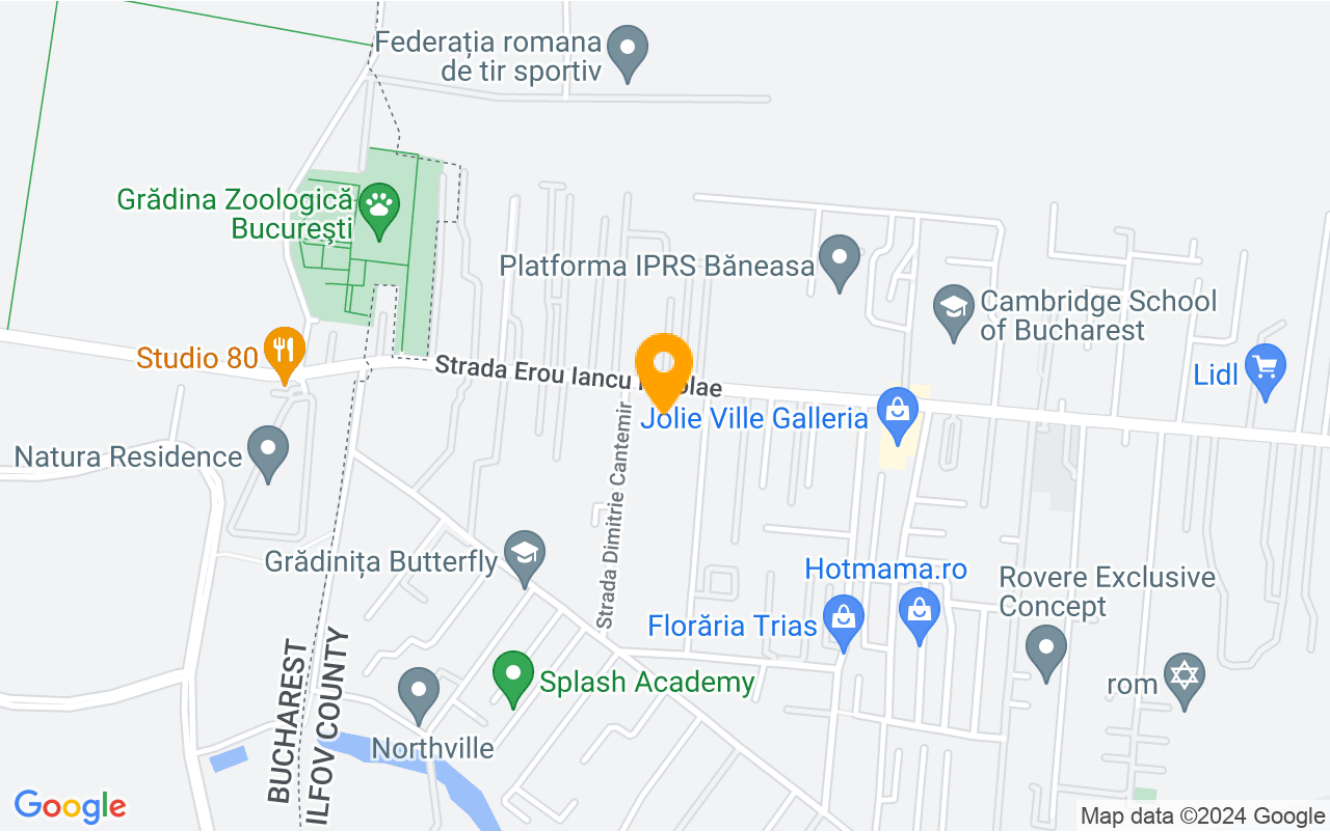 Federația romana
de tir sportiv
Grădina Zoologică
București
Platforma IPRS Băneasa
Cambridge School
of Bucharest
Studio 80
Strada Erou Iancu
Lidl
Jolie Ville Galleria
Natura Residence
Strada Dimitrie Cantemir
Grădinița Butterfly
Hotmama.ro
Rovere Exclusive
Concept
Florăria Trias
Splash Academy
rom
BUCHAREST
ILFOV COUNTY
Northville
Google
Map data ©2024 Google